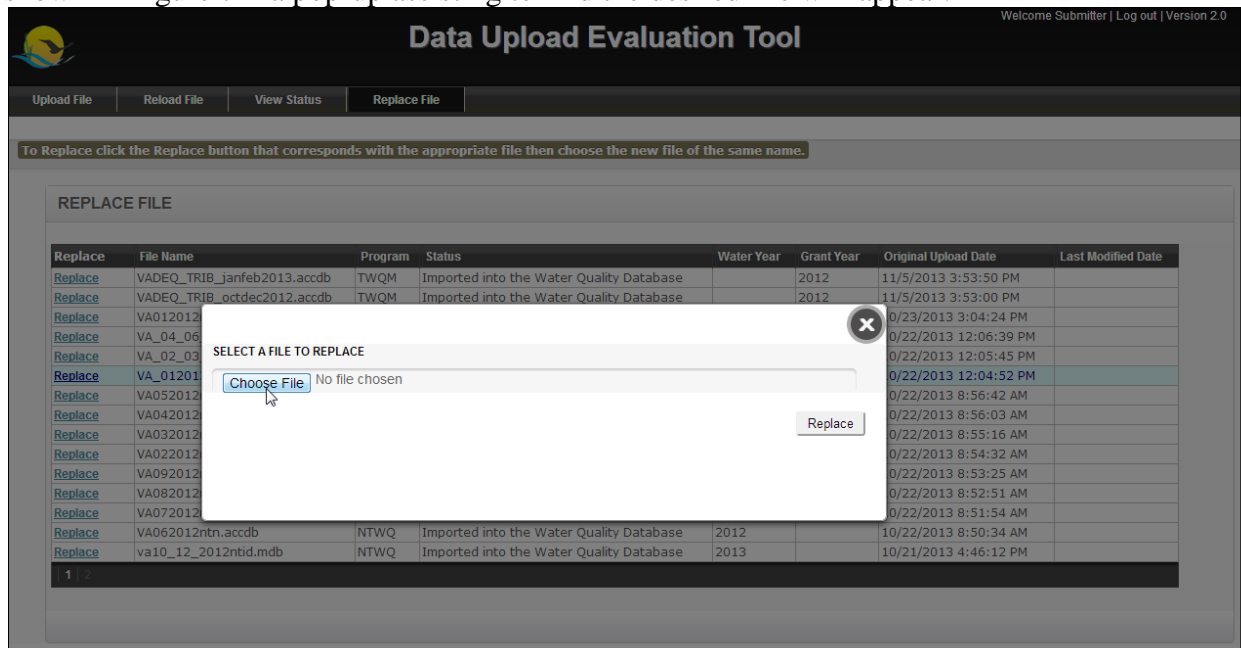 Welcome Submitter | Log out | Version 2.0
Data Upload Evaluation Tool
Upload File Reload File View Status Replace File
To Replace click the Replace button that corresponds with the appropriate file then choose the new file of the same name.
REPLACE FILE
Replace File Name Program Status Water Year Grant Year Original Upload Date Last Modified Date
Replace VADEQ_TRIB_janfeb2013.accdb TWQM Imported into the Water Quality Database 2012 11/5/2013 3:53:50 PM
Replace VADEQ_TRIB_octdec2012.accdb TWQM Imported into the Water Quality Database 2012 11/5/2013 3:53:00 PM
Replace VA012012 0/23/2013 3:04:24 PM
Replace VA_04_06 0/22/2013 12:06:39 PM
Replace VA_02_03 0/22/2013 12:05:45 PM
Replace VA_01201 0/22/2013 12:04:52 PM
Replace VA052012 0/22/2013 8:56:42 AM
Replace VA042012 0/22/2013 8:56:03 AM
Replace VA032012 0/22/2013 8:55:16 AM
Replace VA022012 0/22/2013 8:54:32 AM
Replace VA092012 0/22/2013 8:53:25 AM
Replace VA082012 0/22/2013 8:52:51 AM
Replace VA072012 0/22/2013 8:51:54 AM
Replace VA062012ntn.accdb NTWQ Imported into the Water Quality Database 2012 10/22/2013 8:50:34 AM
Replace va10_12_2012ntid.mdb NTWQ Imported into the Water Quality Database 2013 10/21/2013 4:46:12 PM
1 2
SELECT A FILE TO REPLACE
Choose File No file chosen
Replace